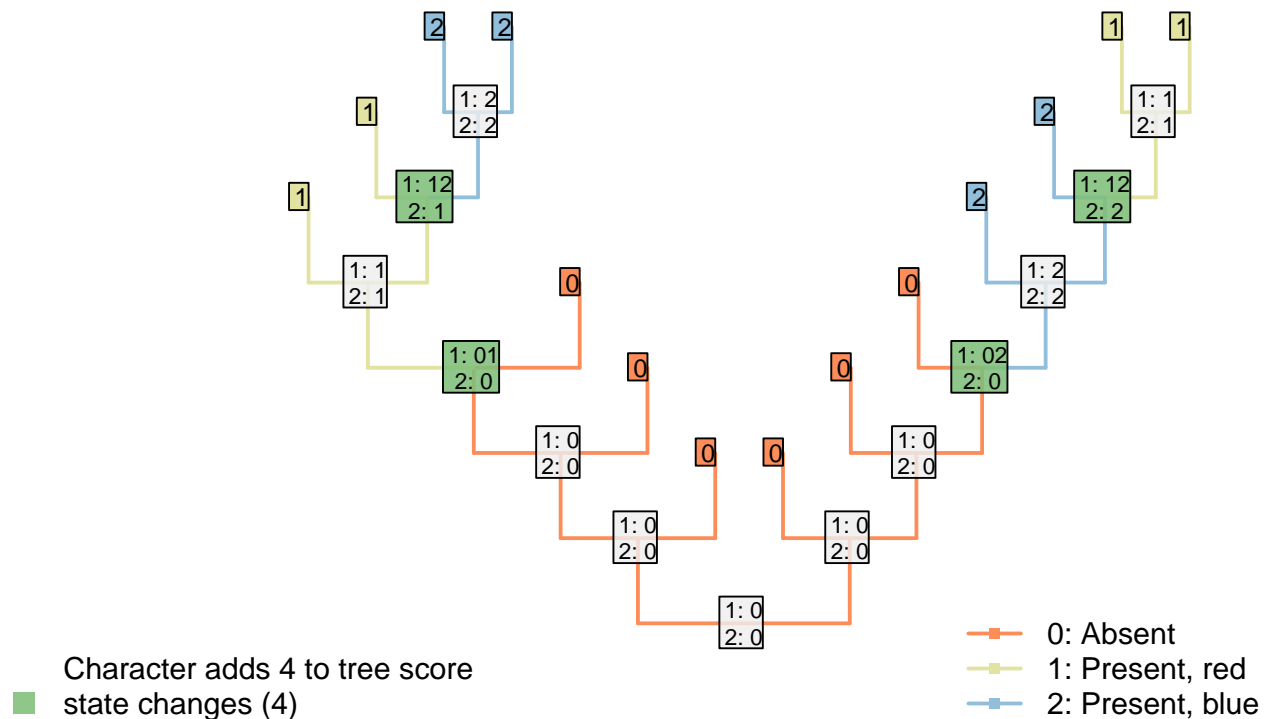 2 2 1 1
1: 2 1: 1
2: 2 2: 1
1 2
1: 12 1: 12
2: 1 2: 2
1 2
1: 1 1: 2
2: 1 2: 2
0 0
1: 01 1: 02
2: 0 2: 0
0 0
1: 0 1: 0
2: 0 2: 0
0 0
1: 0 1: 0
2: 0 2: 0
1: 0
2: 0
Character adds 4 to tree score
state changes (4)
0: Absent
1: Present, red
2: Present, blue